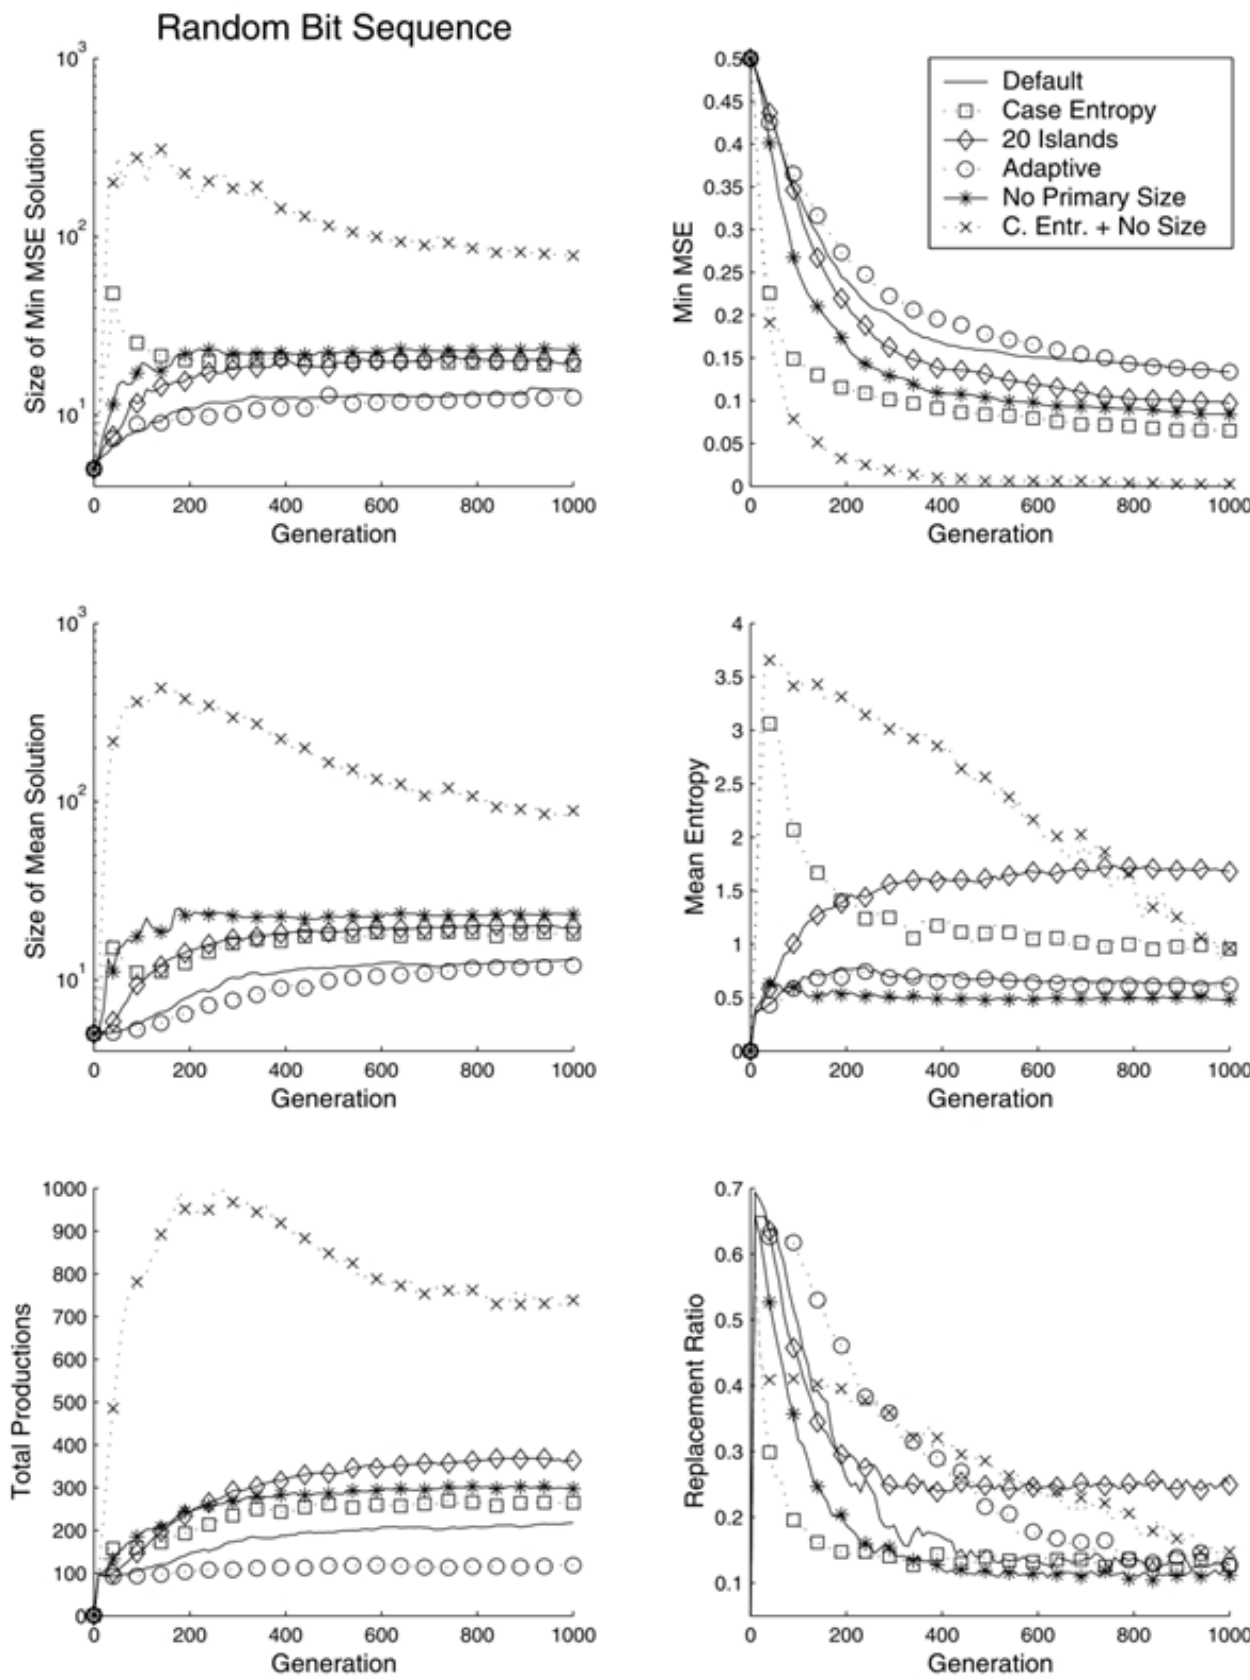 Random Bit Sequence
10^3
10^2
10^1
Size of Min MSE Solution
0 200 400 600 800 1000
Generation
0.5
0.45
0.4
0.35
0.3
0.25
0.2
0.15
0.1
0.05
0
Min MSE
0 200 400 600 800 1000
Generation
Default
Case Entropy
20 Islands
Adaptive
No Primary Size
C. Entr. + No Size
10^3
10^2
10^1
Size of Mean Solution
0 200 400 600 800 1000
Generation
4
3.5
3
2.5
2
1.5
1
0.5
0
Mean Entropy
0 200 400 600 800 1000
Generation
1000
900
800
700
600
500
400
300
200
100
0
Total Productions
0 200 400 600 800 1000
Generation
0.7
0.6
0.5
0.4
0.3
0.2
0.1
Replacement Ratio
0 200 400 600 800 1000
Generation